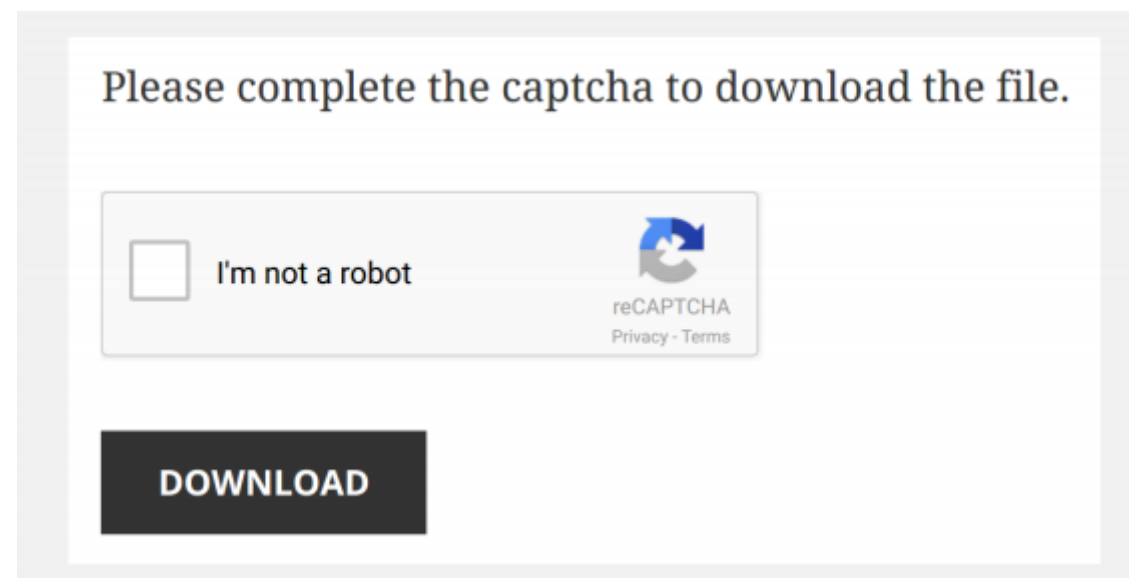 Please complete the captcha to download the file.
I'm not a robot
reCAPTCHA
Privacy - Terms
DOWNLOAD